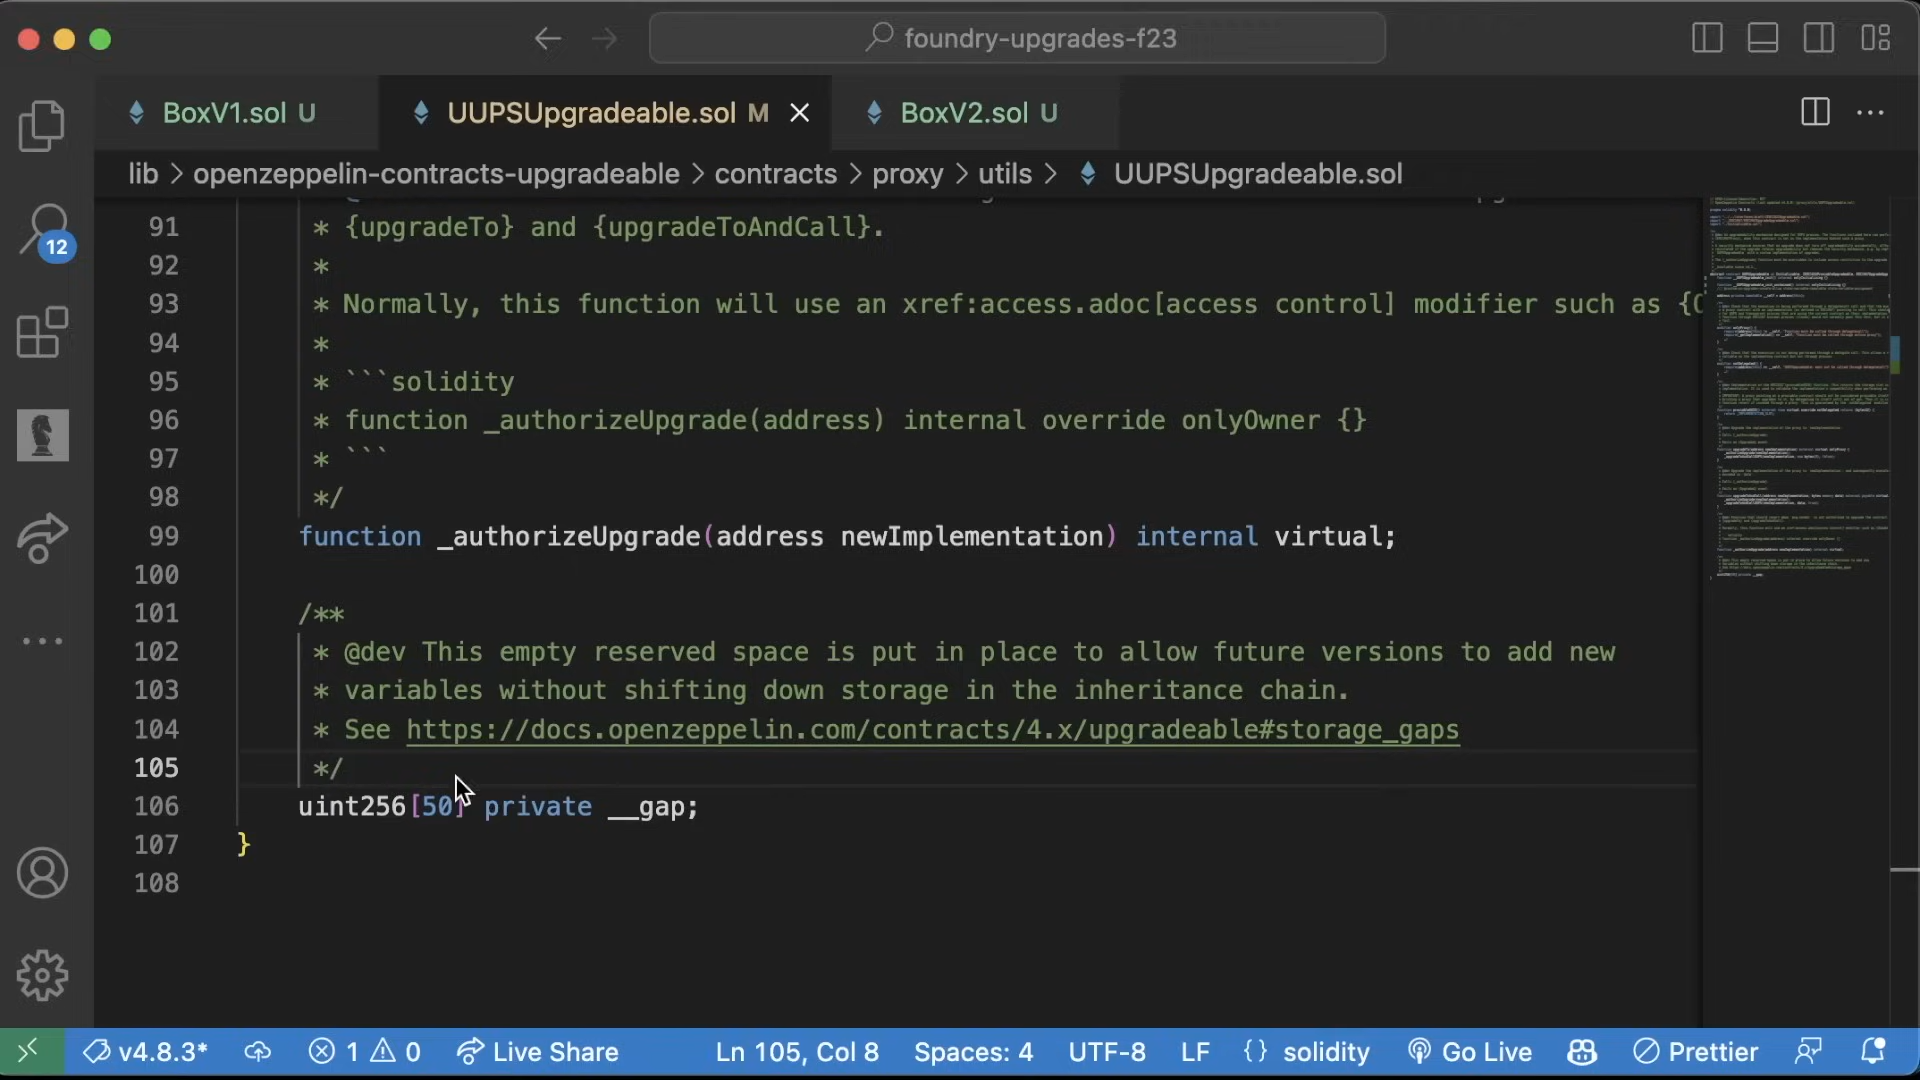 foundry-upgrades-f23
BoxV1.sol U
UUPSUpgradeable.sol M
BoxV2.sol U
lib > openzeppelin-contracts-upgradeable > contracts > proxy > utils > UUPSUpgradeable.sol
12
91 * {upgradeTo} and {upgradeToAndCall}.
92 *
93 * Normally, this function will use an xref:access.adoc[access control] modifier such as {
94 *
95 * ```solidity
96 * function _authorizeUpgrade(address) internal override onlyOwner {}
97 * ```
98 */
99 function _authorizeUpgrade(address newImplementation) internal virtual;
100
101 /**
102 * @dev This empty reserved space is put in place to allow future versions to add new
103 * variables without shifting down storage in the inheritance chain.
104 * See https://docs.openzeppelin.com/contracts/4.x/upgradeable#storage_gaps
105 */
106 uint256[50] private __gap;
107 }
108
v4.8.3* 1 0 Live Share Ln 105, Col 8 Spaces: 4 UTF-8 LF {} solidity Go Live Prettier